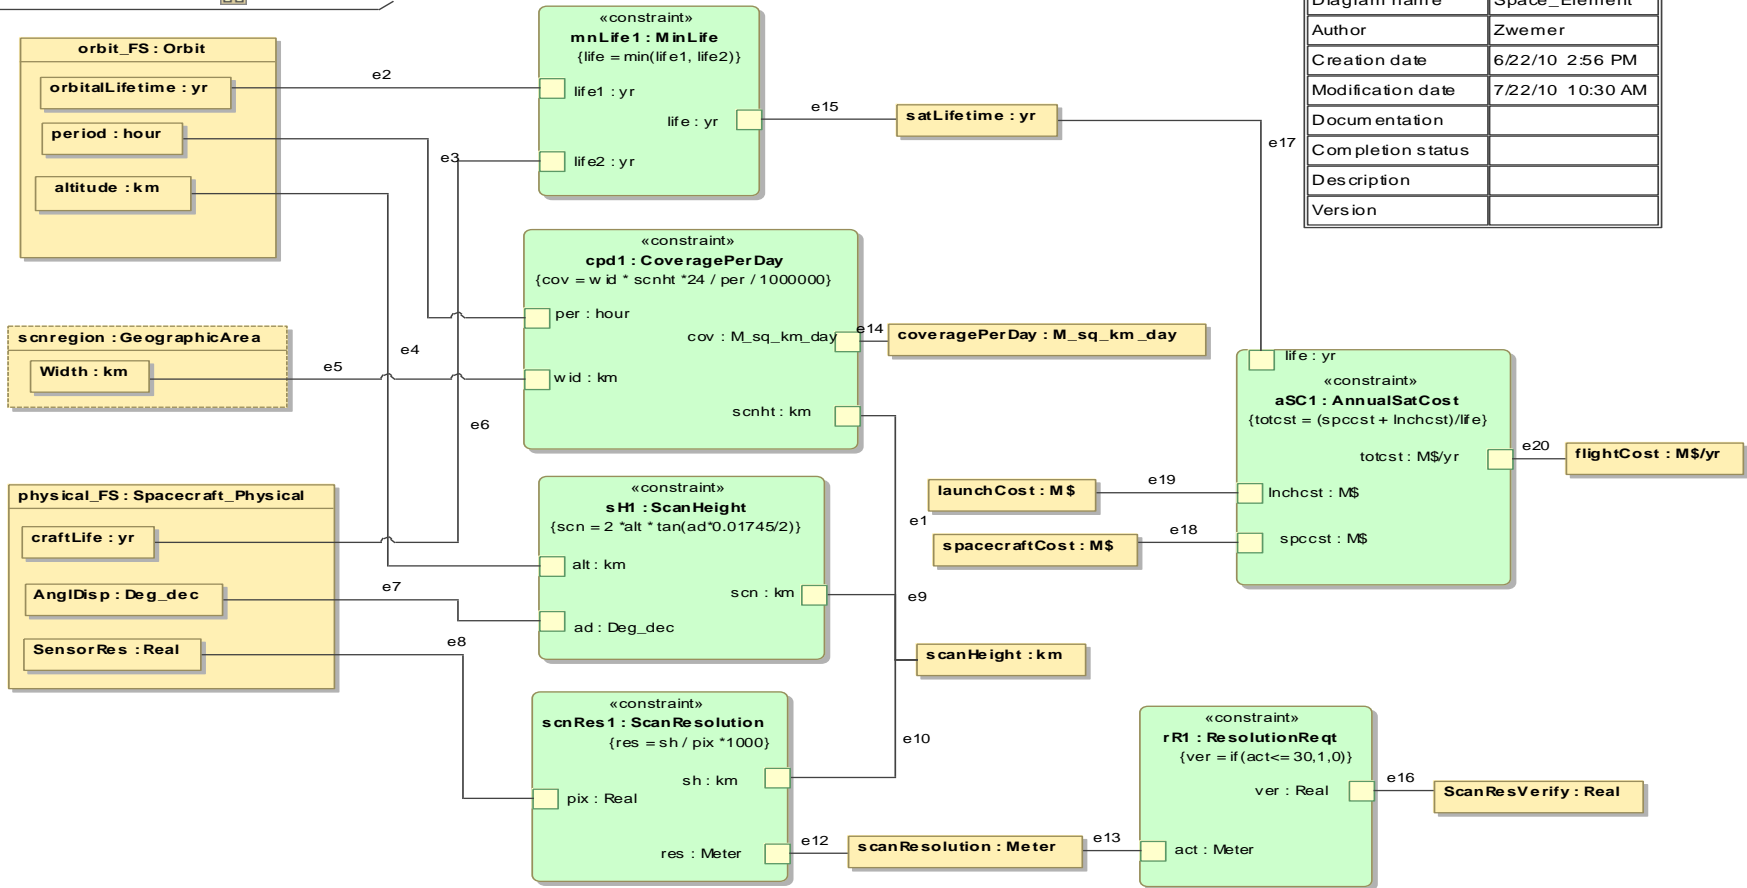 Diagram name Space_Element
Author Zwemer
Creation date 6/22/10 2:56 PM
Modification date 7/22/10 10:30 AM
Documentation
Completion status
Description
Version
orbit_FS : Orbit
orbitalLifetime : yr
period : hour
altitude : km
e2
«constraint»
mnLife1 : MinLife
{life = min(life1, life2)}
life1 : yr
life : yr
life2 : yr
e3
e15
satLifetime : yr
e17
«constraint»
cpd1 : CoveragePerDay
{cov = wid * scnht *24 / per / 1000000}
per : hour
cov : M_sq_km_day
wid : km
scnht : km
e14
coveragePerDay : M_sq_km_day
scnregion : GeographicArea
Width : km
e5
e4
e6
physical_FS : Spacecraft_Physical
craftLife : yr
AnglDisp : Deg_dec
SensorRes : Real
e7
e8
«constraint»
sH1 : ScanHeight
{scn = 2 *alt * tan(ad*0.01745/2)}
alt : km
scn : km
ad : Deg_dec
e1
e9
scanHeight : km
e10
«constraint»
scnRes1 : ScanResolution
{res = sh / pix *1000}
sh : km
pix : Real
res : Meter
e12
scanResolution : Meter
e13
life : yr
«constraint»
aSC1 : AnnualSatCost
{totcst = (spccst + lnchcst)/life}
totcst : M$/yr
lnchcst : M$
spccst : M$
launchCost : M$
e19
spacecraftCost : M$
e18
e20
flightCost : M$/yr
«constraint»
rR1 : ResolutionReqt
{ver = if(act<= 30,1,0)}
ver : Real
act : Meter
e16
ScanResVerify : Real